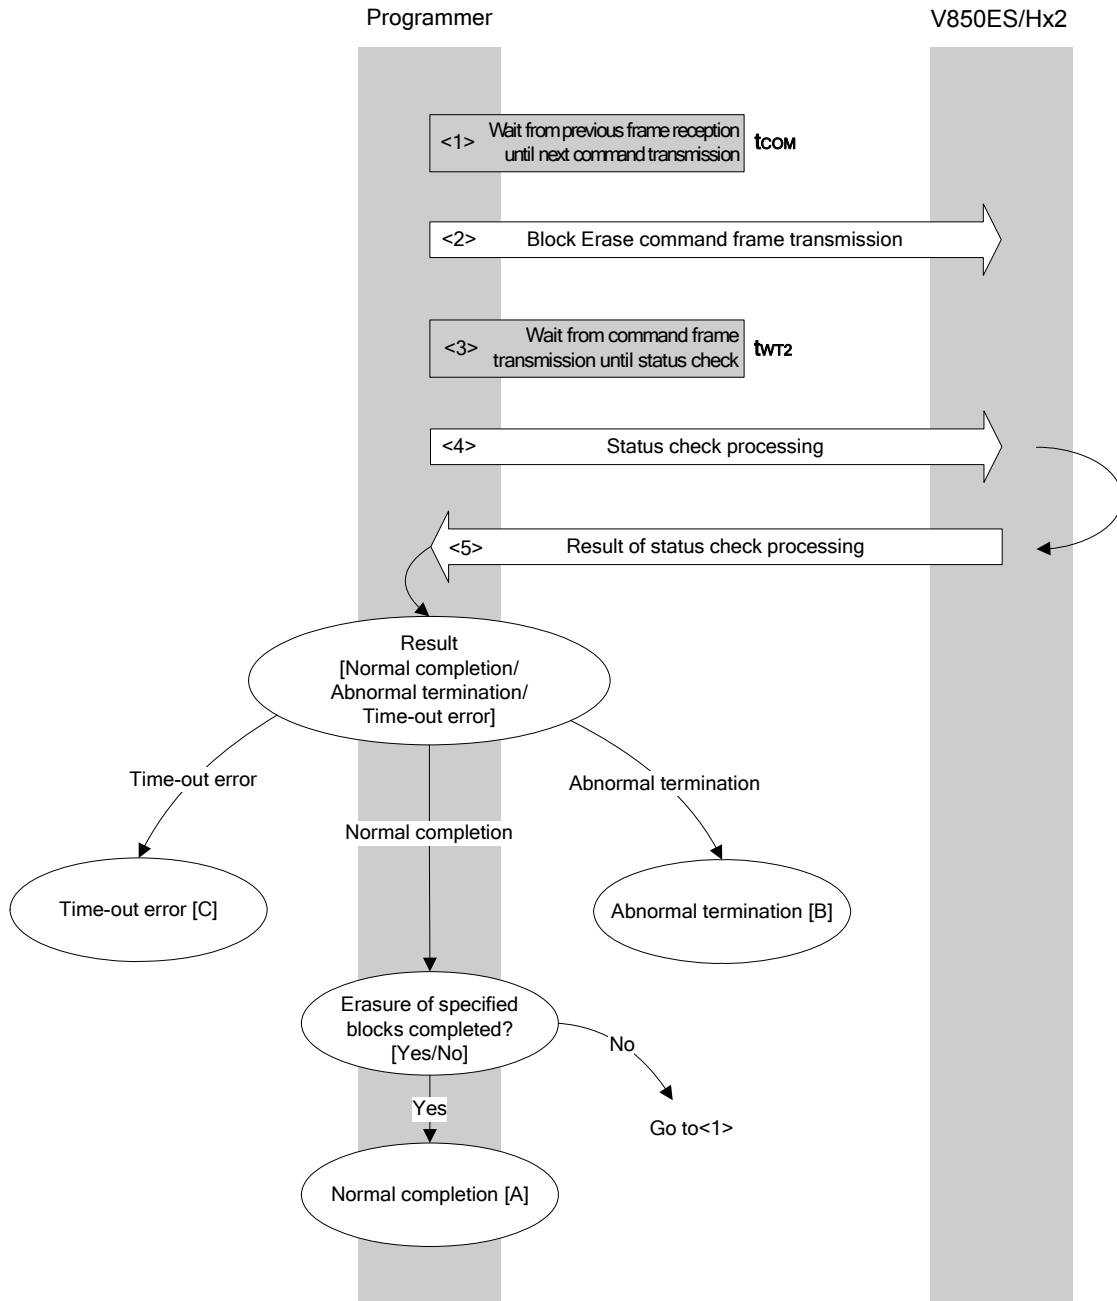 Programmer
V850ES/Hx2
<1> Wait from previous frame reception
until next command transmission
tCOM
<2> Block Erase command frame transmission
<3> Wait from command frame
transmission until status check
tWT2
<4> Status check processing
<5> Result of status check processing
Result
[Normal completion/
Abnormal termination/
Time-out error]
Time-out error
Abnormal termination
Normal completion
Time-out error [C]
Abnormal termination [B]
Erasure of specified
blocks completed?
[Yes/No]
No
Yes
Go to<1>
Normal completion [A]